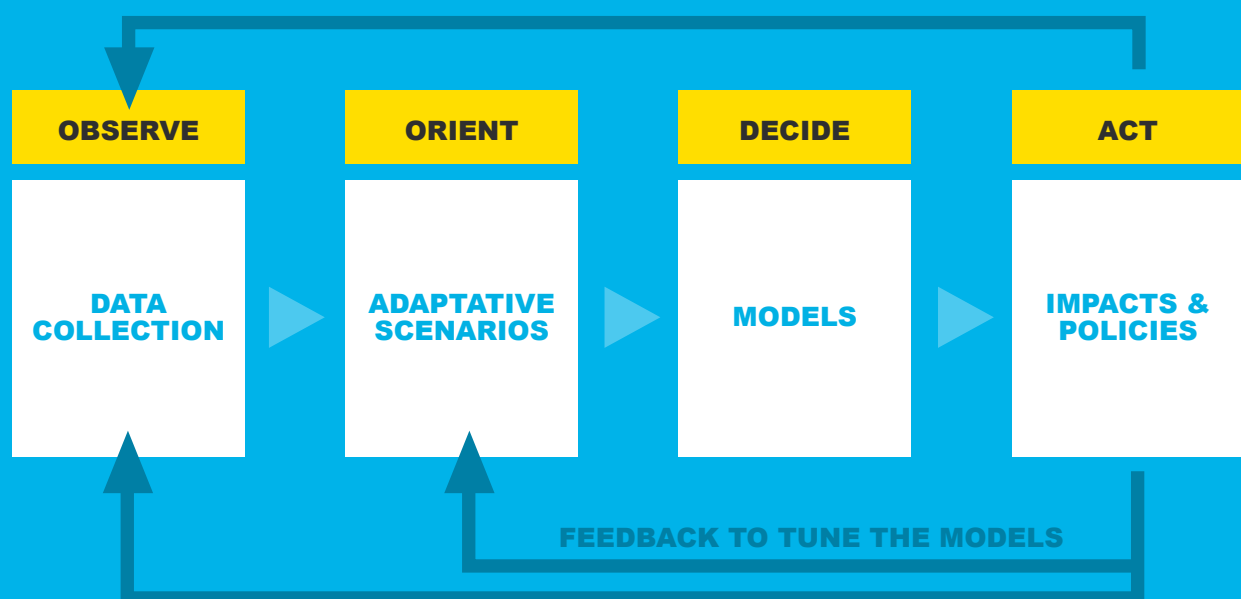 OBSERVE
ORIENT
DECIDE
ACT
DATA
COLLECTION
ADAPTATIVE
SCENARIOS
MODELS
IMPACTS &
POLICIES
FEEDBACK TO TUNE THE MODELS